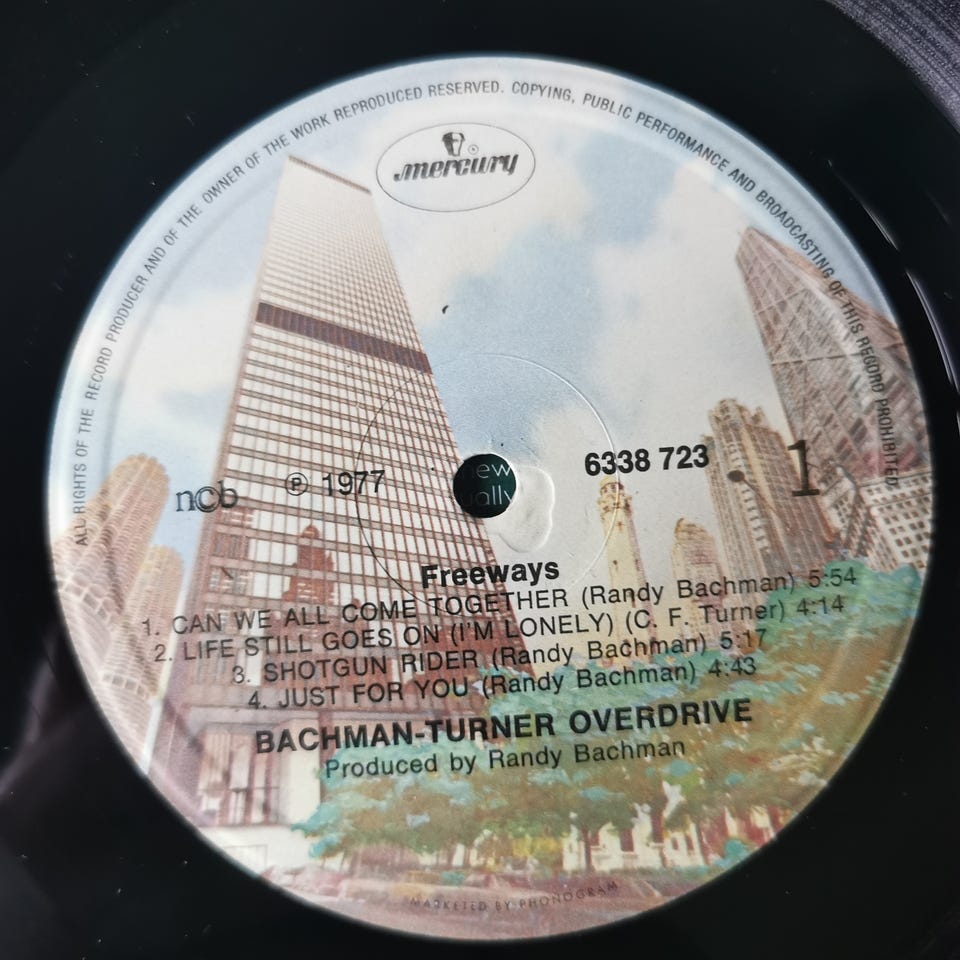 ALL RIGHTS OF THE RECORD PRODUCER AND OF THE OWNER OF THE WORK REPRODUCED RESERVED. COPYING, PUBLIC PERFORMANCE AND BROADCASTING OF THIS RECORD PROHIBITED
mercury
6338 723
1
ncb
℗ 1977
new
ually
Freeways
1. CAN WE ALL COME TOGETHER (Randy Bachman) 5:54
2. LIFE STILL GOES ON (I'M LONELY) (C. F. Turner) 4:14
3. SHOTGUN RIDER (Randy Bachman) 5:17
4. JUST FOR YOU (Randy Bachman) 4:43
BACHMAN-TURNER OVERDRIVE
Produced by Randy Bachman
MARKETED BY PHONOGRAM